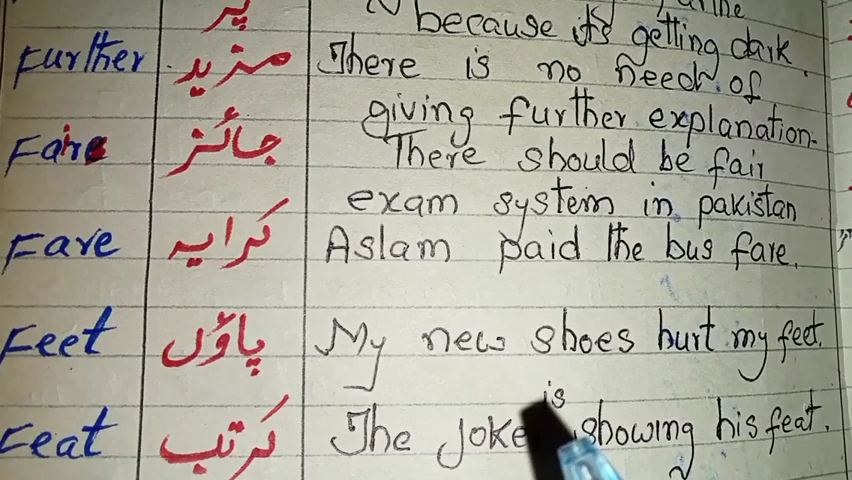 پر
because it's getting dark.
Further مزید There is no need of
giving further explanation.
Fair جائز There should be fair
exam system in pakistan
Fare کرایہ Aslam paid the bus fare.
Feet پاؤں My new shoes hurt my feet.
is
Feat کرتب The joker showing his feat.